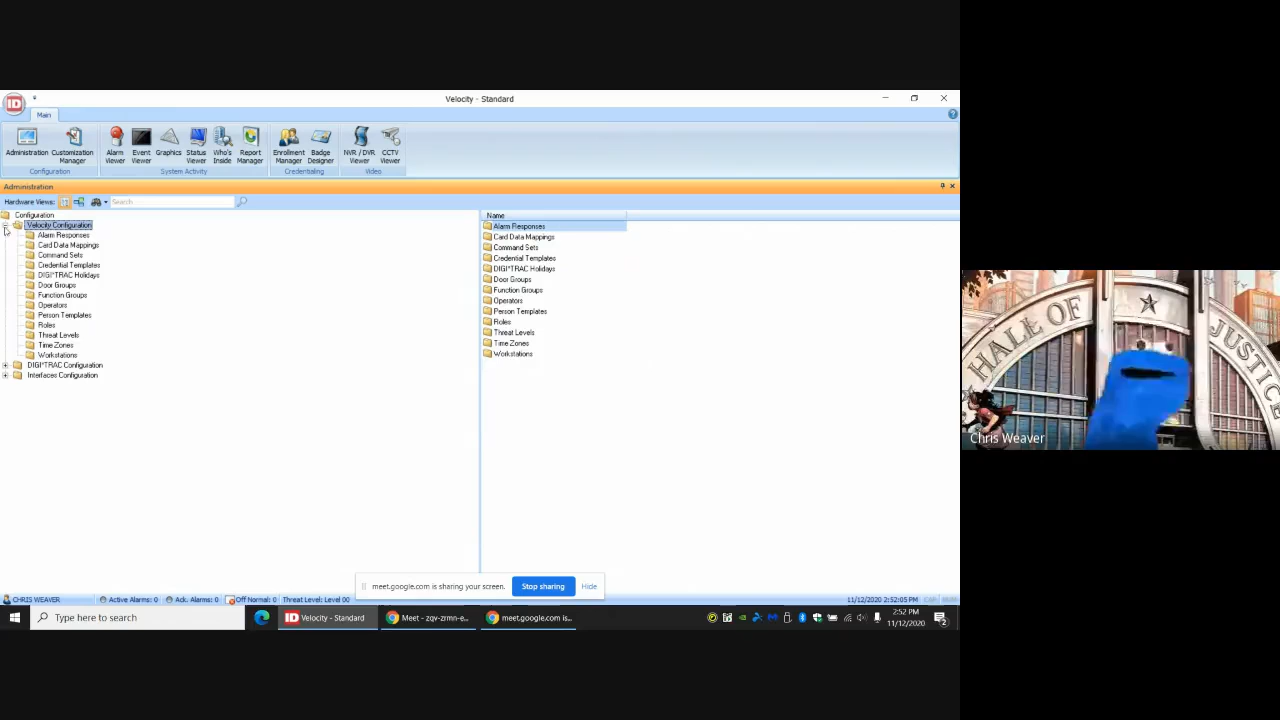 Velocity - Standard
ID
Main
Administration
Customization Manager
Alarm Viewer
Event Viewer
Graphics
Status Viewer
Who's Inside
Report Manager
Enrollment Manager
Badge Designer
NVR / DVR Viewer
CCTV Viewer
Configuration
System Activity
Credentialing
Video
Administration
Hardware Views:
Search
Configuration
Velocity Configuration
Alarm Responses
Card Data Mappings
Command Sets
Credential Templates
DIGI*TRAC Holidays
Door Groups
Function Groups
Operators
Person Templates
Roles
Threat Levels
Time Zones
Workstations
DIGI*TRAC Configuration
Interfaces Configuration
Name
Alarm Responses
Card Data Mappings
Command Sets
Credential Templates
DIGI*TRAC Holidays
Door Groups
Function Groups
Operators
Person Templates
Roles
Threat Levels
Time Zones
Workstations
HALL OF JUSTICE
Chris Weaver
meet.google.com is sharing your screen.
Stop sharing
Hide
CHRIS WEAVER
Active Alarms: 0
Ack. Alarms: 0
Off Normal: 0
Threat Level: Level 00
11/12/2020 2:52:05 PM
Type here to search
ID Velocity - Standard
Meet - zqv-zrmn-e...
meet.google.com is...
2:52 PM
11/12/2020
2